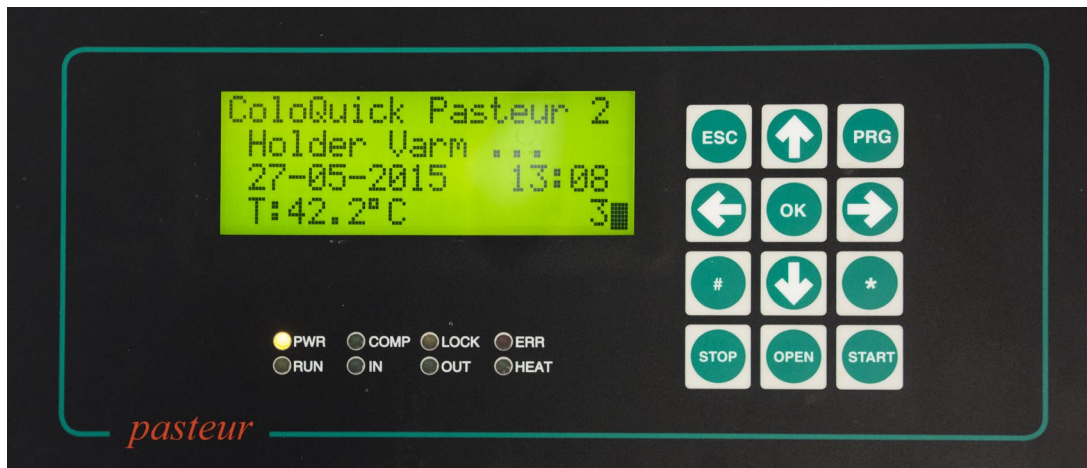 ColoQuick Pasteur 2
Holder Varm ...
27-05-2015 13:08
T:42.2°C 3
ESC PRG
OK
# *
STOP OPEN START
PWR COMP LOCK ERR
RUN IN OUT HEAT
pasteur